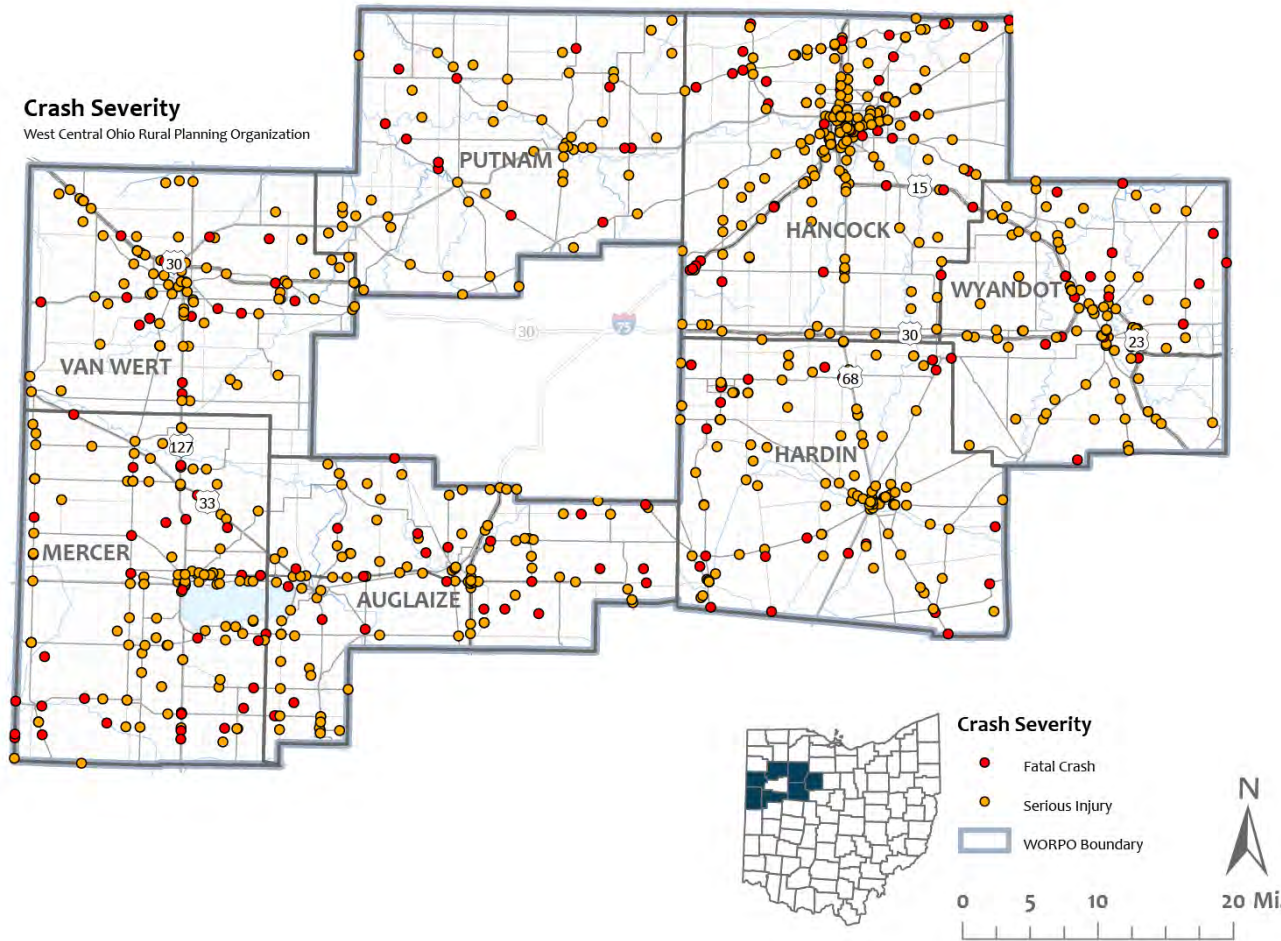 Crash Severity
West Central Ohio Rural Planning Organization
PUTNAM
15
HANCOCK
30
WYANDOT
30
75
30
23
VAN WERT
68
127
HARDIN
33
MERCER
AUGLAIZE
Crash Severity
Fatal Crash
Serious Injury
WORPO Boundary
N
0 5 10 20 Mi.